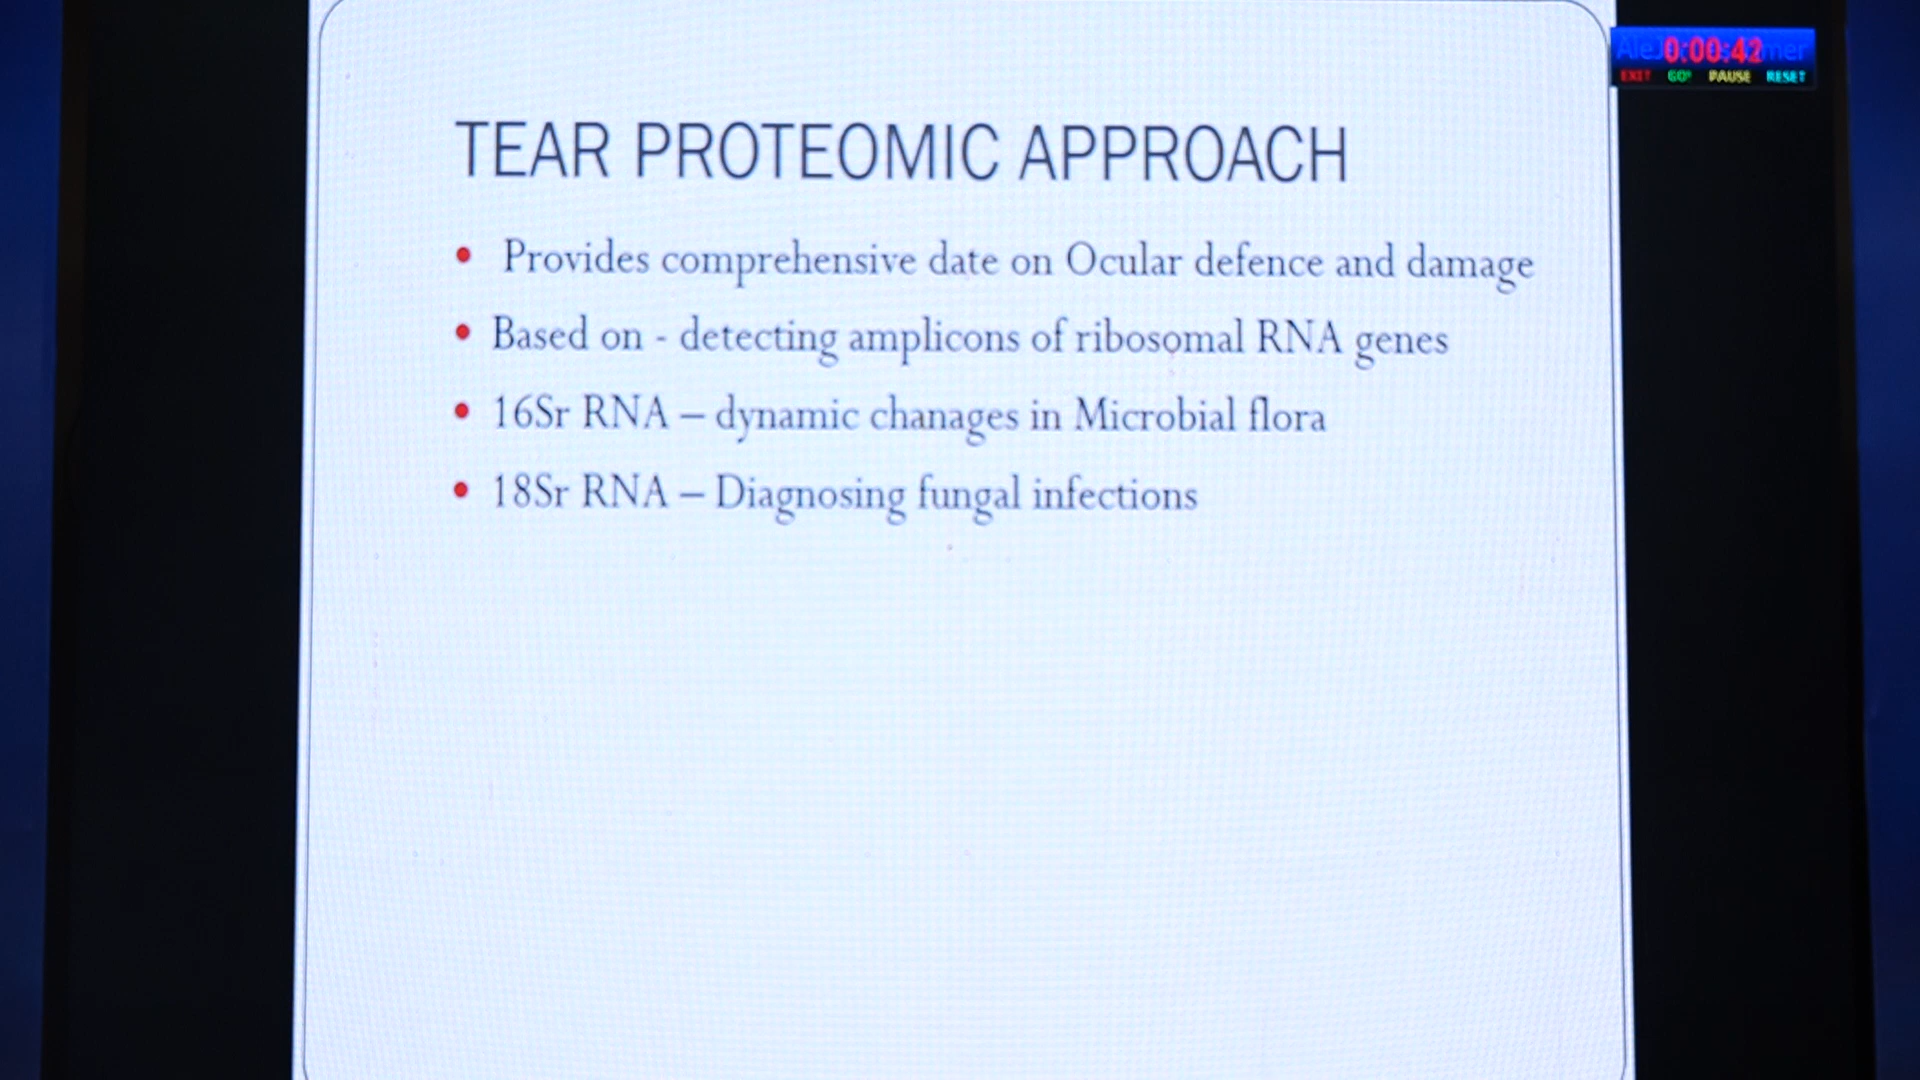 TEAR PROTEOMIC APPROACH
• Provides comprehensive date on Ocular defence and damage
• Based on - detecting amplicons of ribosomal RNA genes
• 16Sr RNA – dynamic chanages in Microbial flora
• 18Sr RNA – Diagnosing fungal infections
0:00:42
EXIT GO! PAUSE RESET